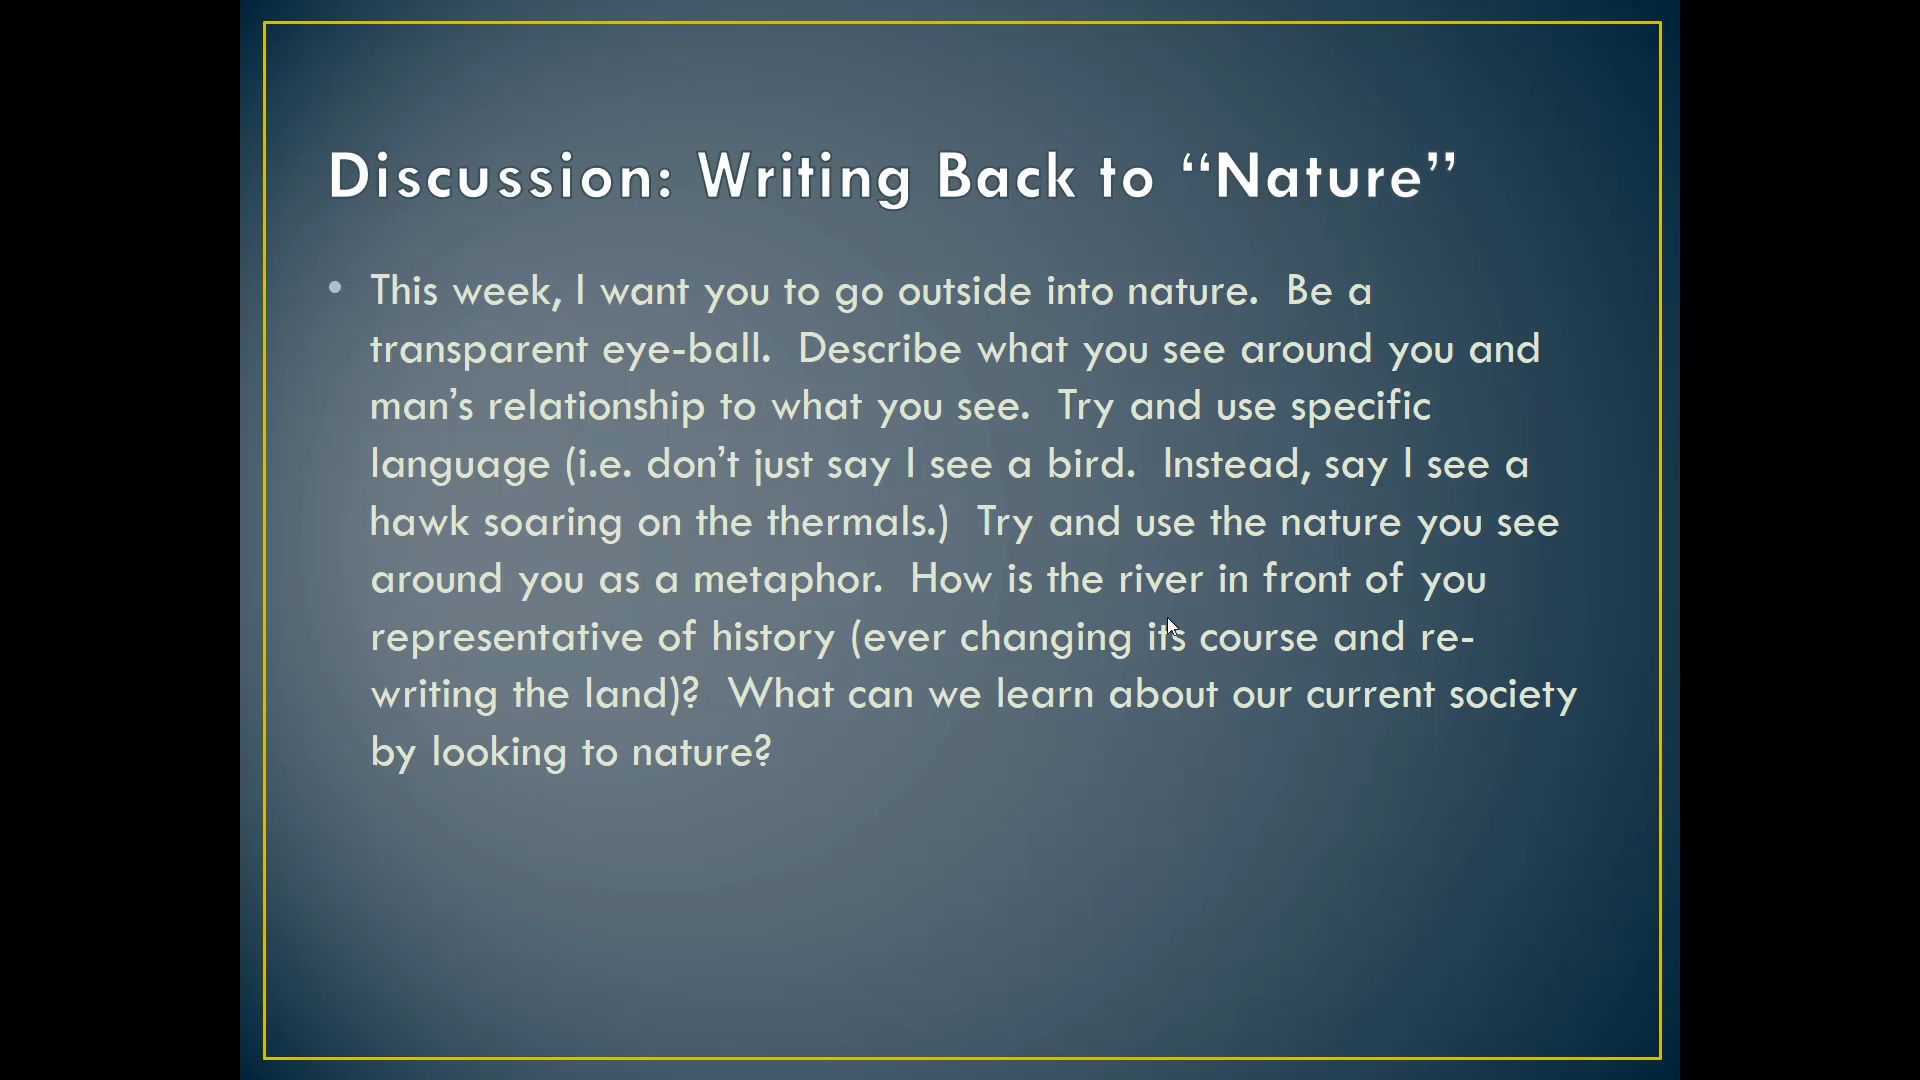 Discussion: Writing Back to “Nature”
• This week, I want you to go outside into nature.  Be a
transparent eye-ball.  Describe what you see around you and
man’s relationship to what you see.  Try and use specific
language (i.e. don’t just say I see a bird.  Instead, say I see a
hawk soaring on the thermals.)  Try and use the nature you see
around you as a metaphor.  How is the river in front of you
representative of history (ever changing its course and re-
writing the land)?  What can we learn about our current society
by looking to nature?